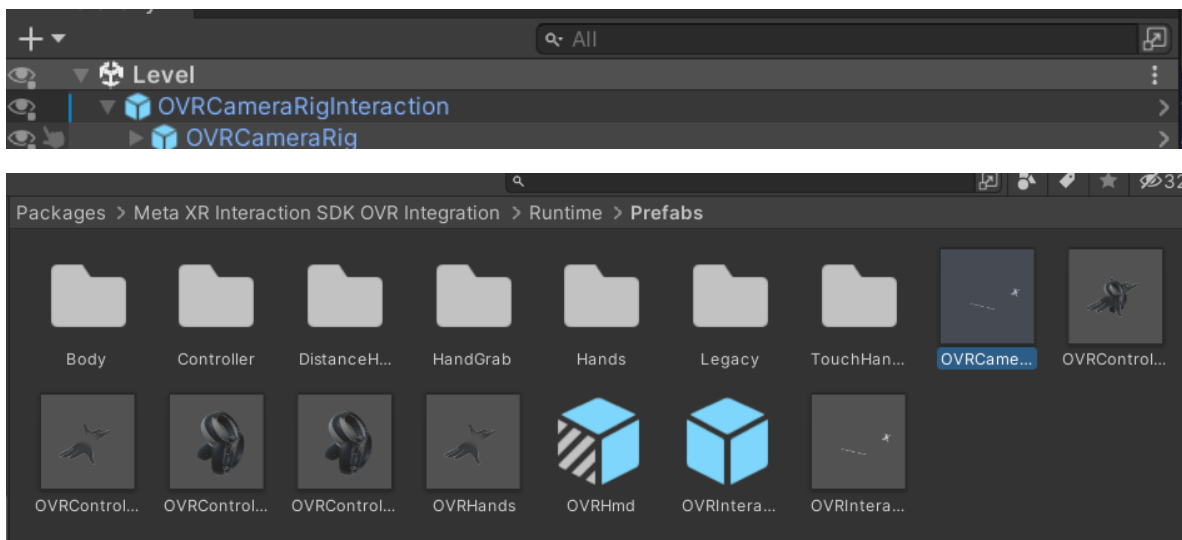 All
Level
OVRCameraRigInteraction
OVRCameraRig
32
Packages > Meta XR Interaction SDK OVR Integration > Runtime > Prefabs
Body Controller DistanceH... HandGrab Hands Legacy TouchHan... OVRCame... OVRControl...
OVRControl... OVRControl... OVRControl... OVRHands OVRHmd OVRIntera... OVRIntera...